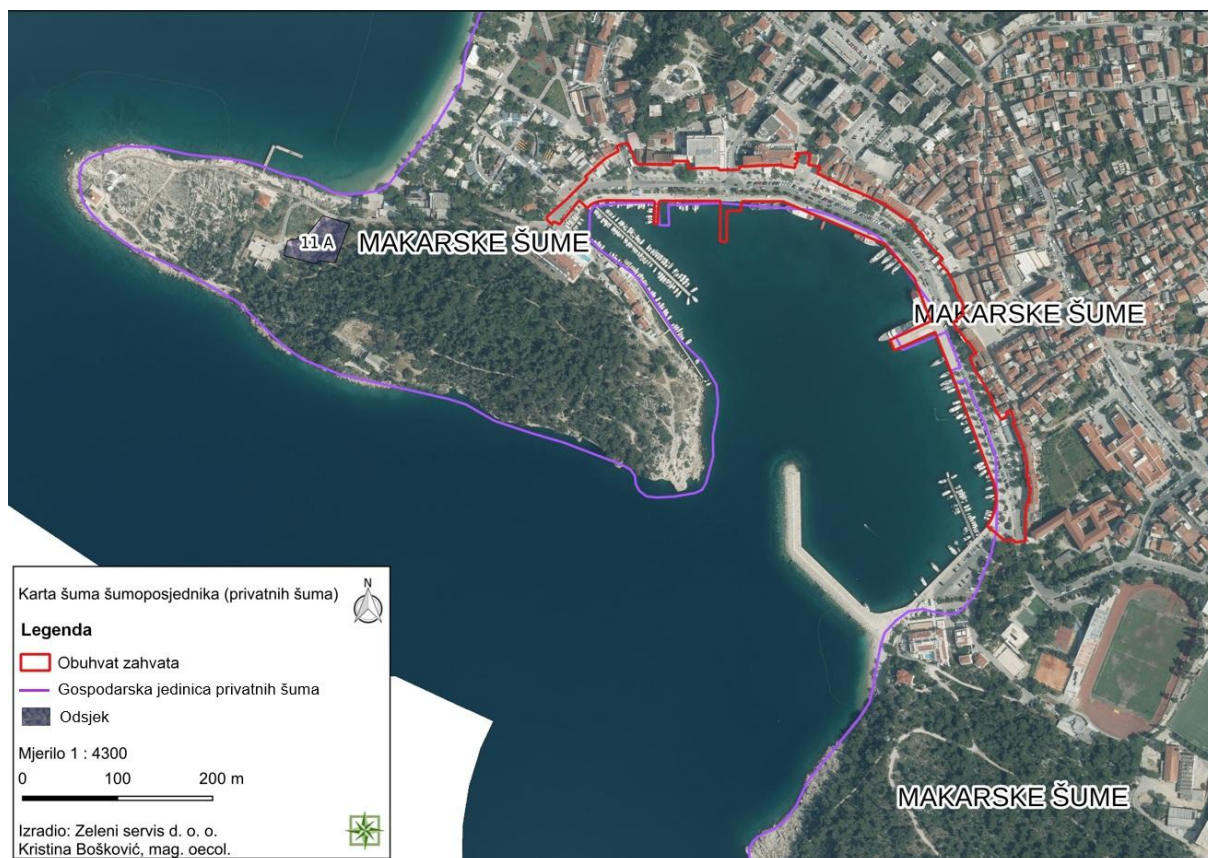 11 A
MAKARSKE ŠUME
MAKARSKE ŠUME
MAKARSKE ŠUME
Karta šuma šumoposjednika (privatnih šuma)
N
Legenda
Obuhvat zahvata
Gospodarska jedinica privatnih šuma
Odsjek
Mjerilo 1 : 4300
0 100 200 m
Izradio: Zeleni servis d. o. o.
Kristina Bošković, mag. oecol.